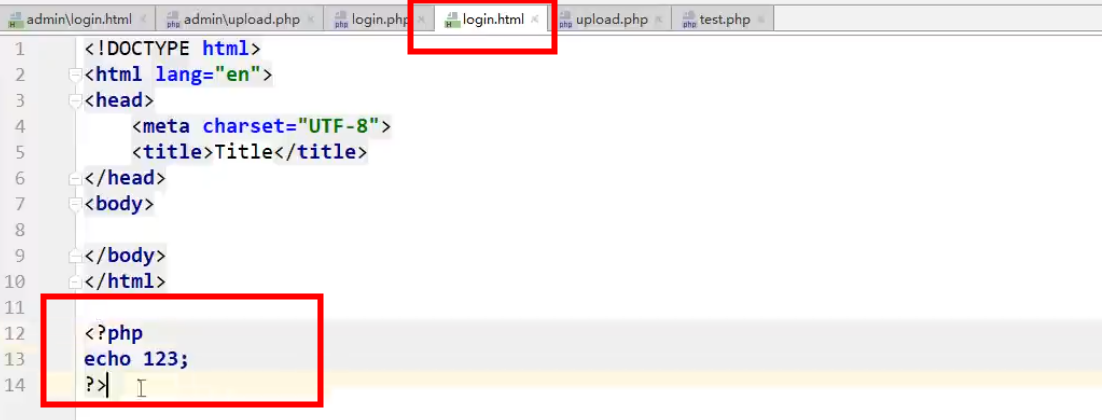 admin\login.html admin\upload.php login.php login.html upload.php test.php
1 <!DOCTYPE html>
2 <html lang="en">
3 <head>
4 <meta charset="UTF-8">
5 <title>Title</title>
6 </head>
7 <body>
8
9 </body>
10 </html>
11
12 <?php
13 echo 123;
14 ?>